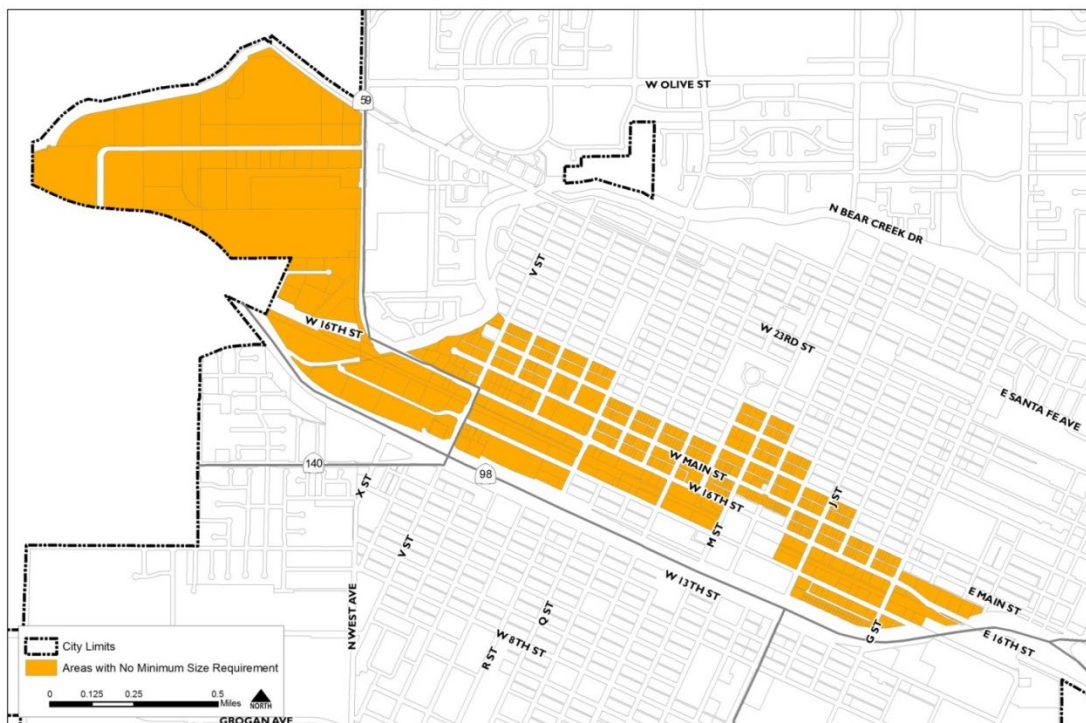 59
W OLIVE ST
N BEAR CREEK DR
V ST
W 23RD ST
W 16TH ST
E SANTA FE AVE
W MAIN ST
W 16TH ST
J ST
140
98
X ST
V ST
M ST
W 13TH ST
E MAIN ST
N WEST AVE
Q ST
G ST
E 16TH ST
W 8TH ST
R ST
City Limits
Areas with No Minimum Size Requirement
0 0.125 0.25 0.5
Miles
NORTH
GROGAN AVE